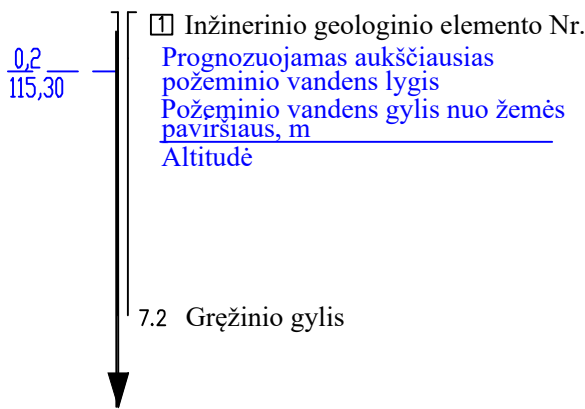 1 Inžinerinio geologinio elemento Nr.
0,2
115,30
Prognozuojamas aukščiausias
požeminio vandens lygis
Požeminio vandens gylis nuo žemės
paviršiaus, m
Altitudė
7.2 Gręžinio gylis